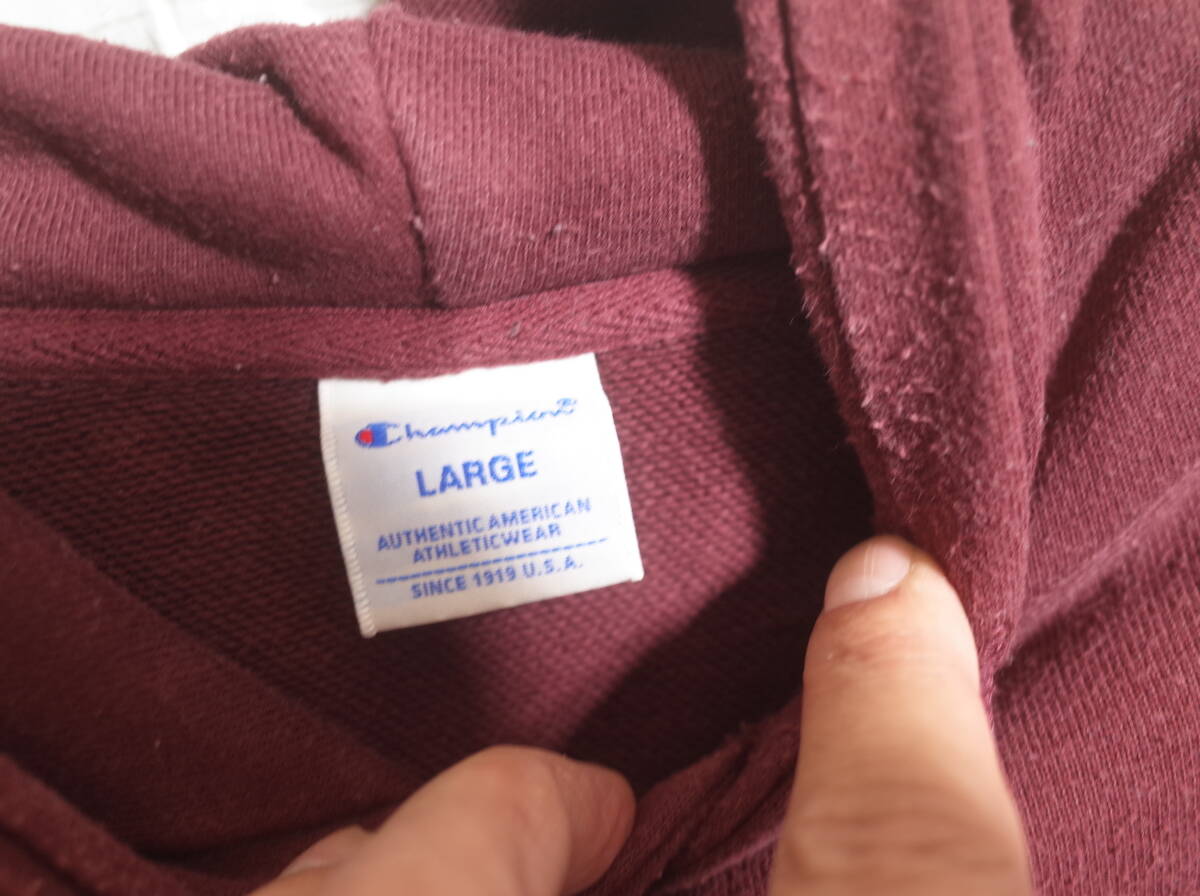 Champion®
LARGE
AUTHENTIC AMERICAN
ATHLETICWEAR
SINCE 1919 U.S.A.